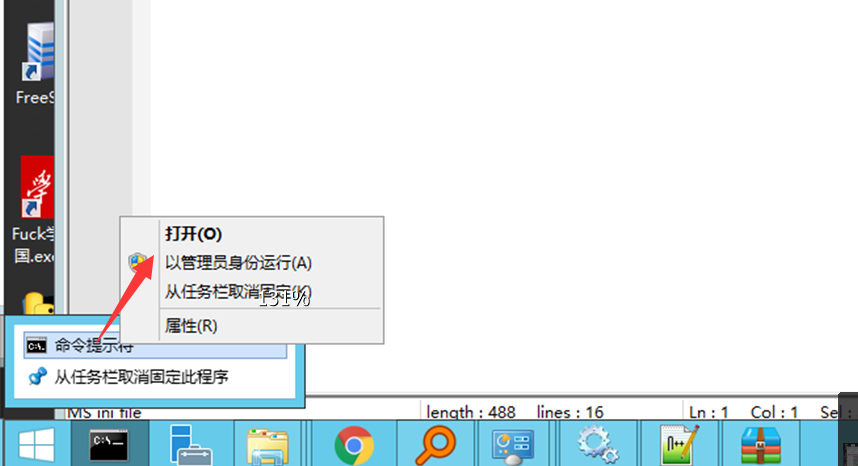 FreeS
学
Fuck学
国.exe
打开(O)
以管理员身份运行(A)
从任务栏取消固定(K)
131%
属性(R)
C:\.
命令提示符
从任务栏取消固定此程序
MS ini file
length : 488 lines : 16
Ln : 1 Col : 1 Sel :
C:\.
N++